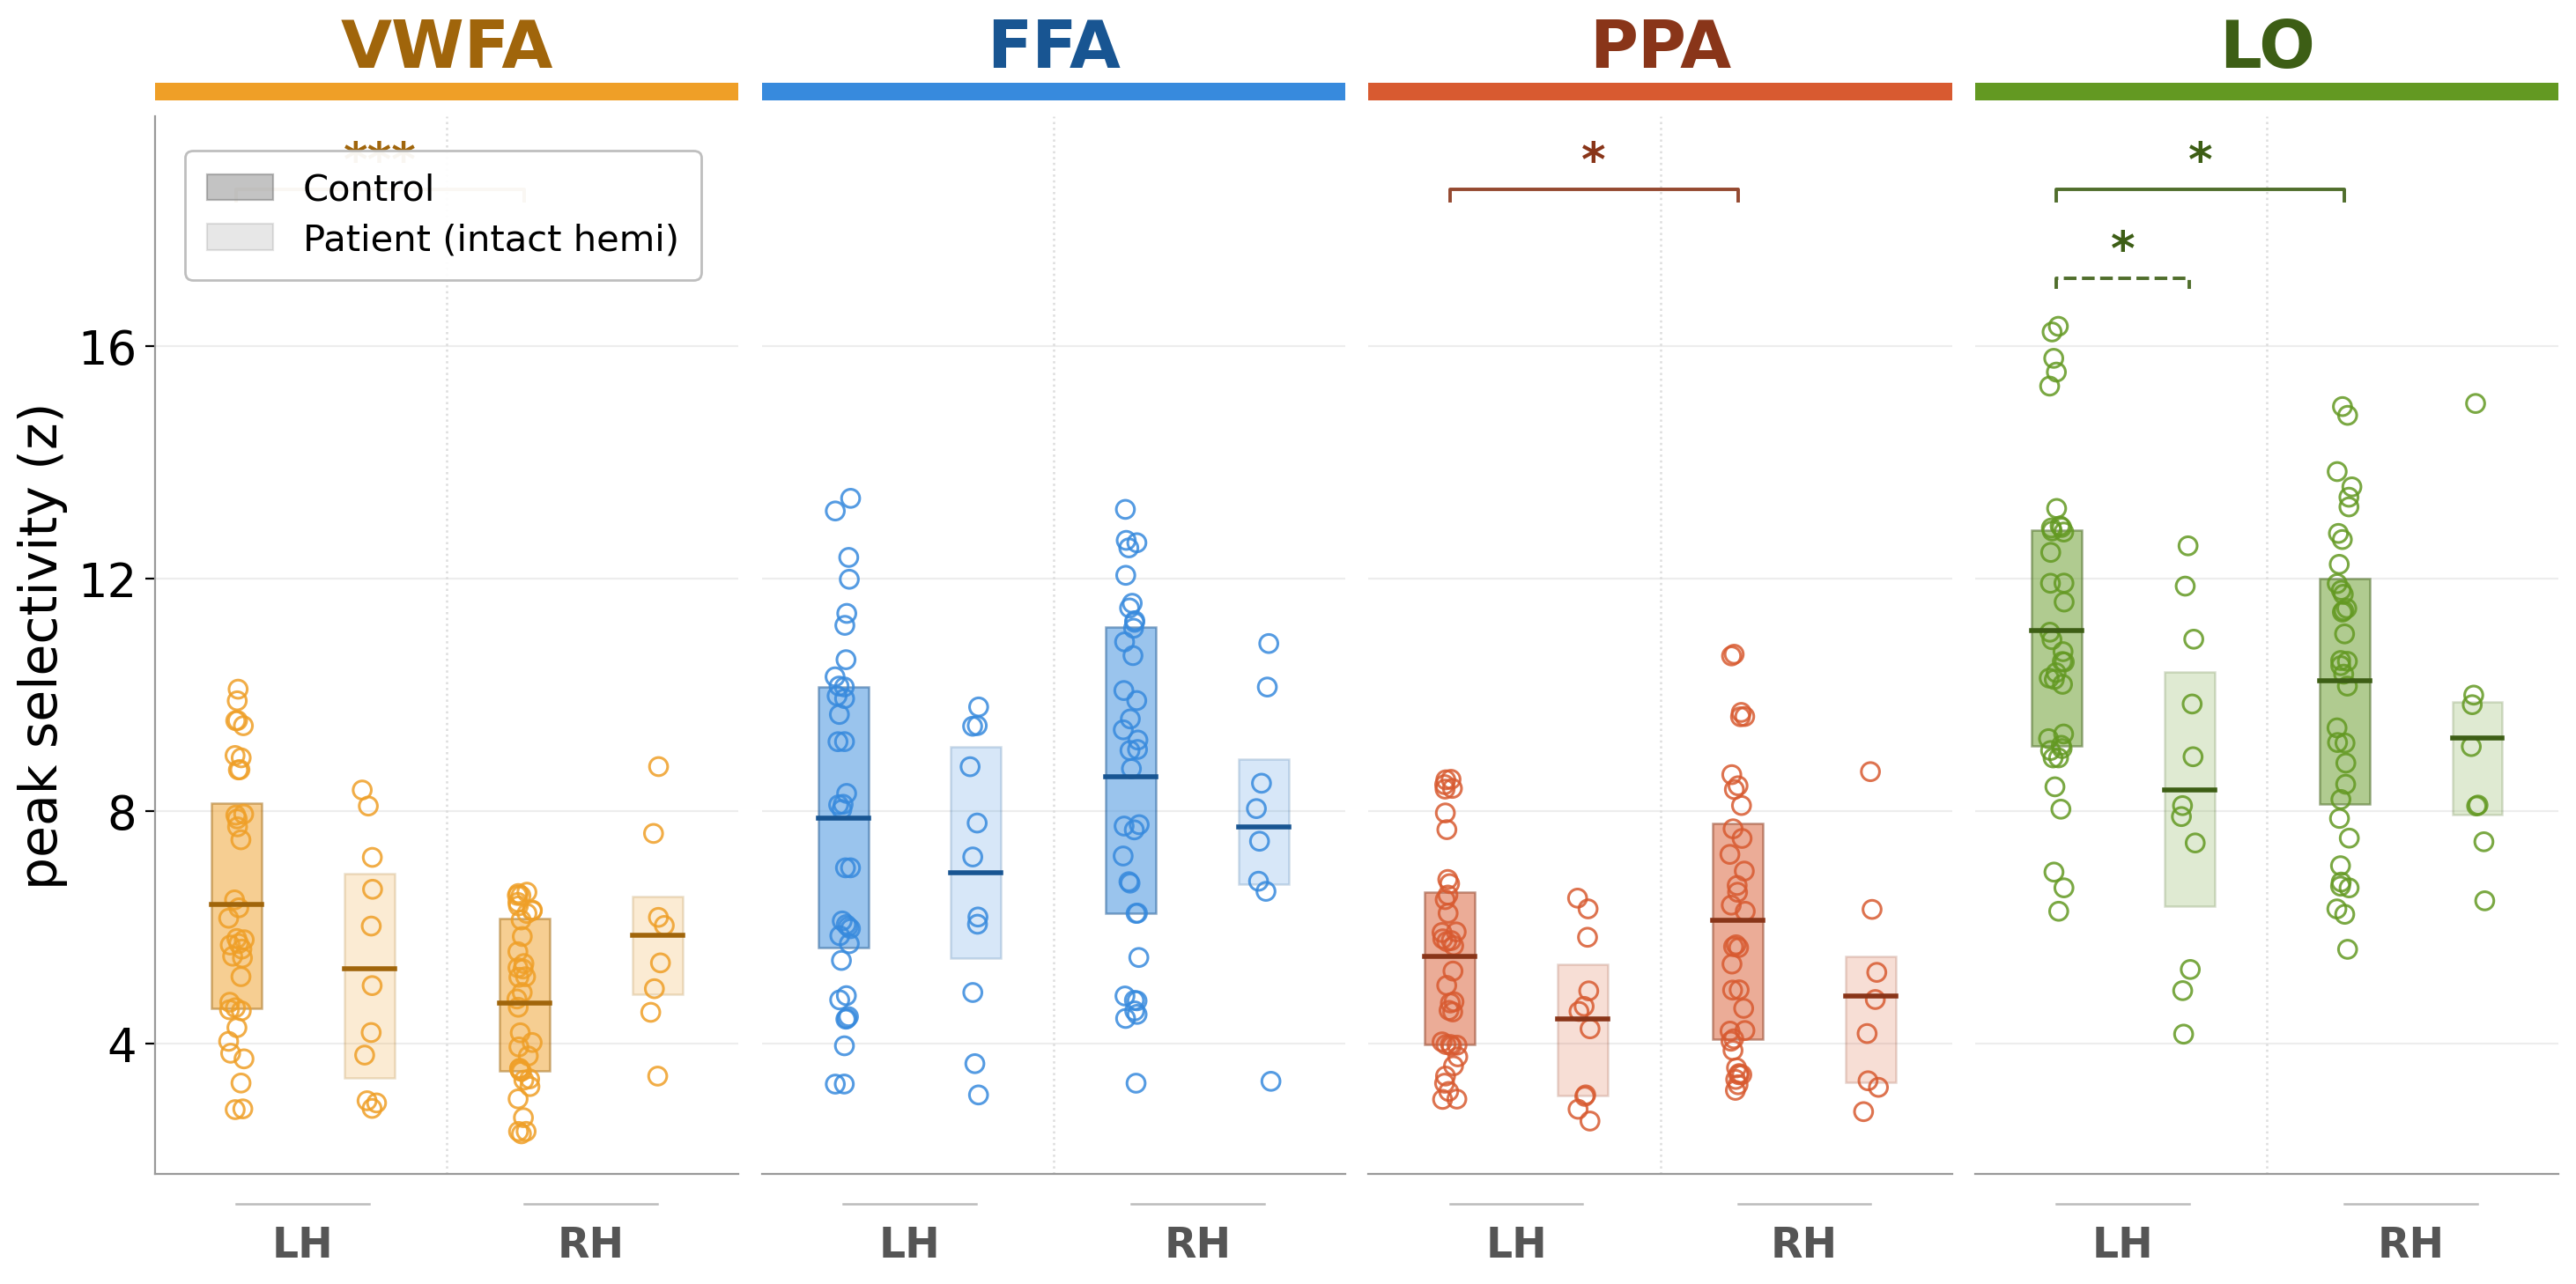 VWFA
FFA
PPA
LO
***
*
*
*
Control
Patient (intact hemi)
peak selectivity (z)
16
12
8
4
LH
RH
LH
RH
LH
RH
LH
RH